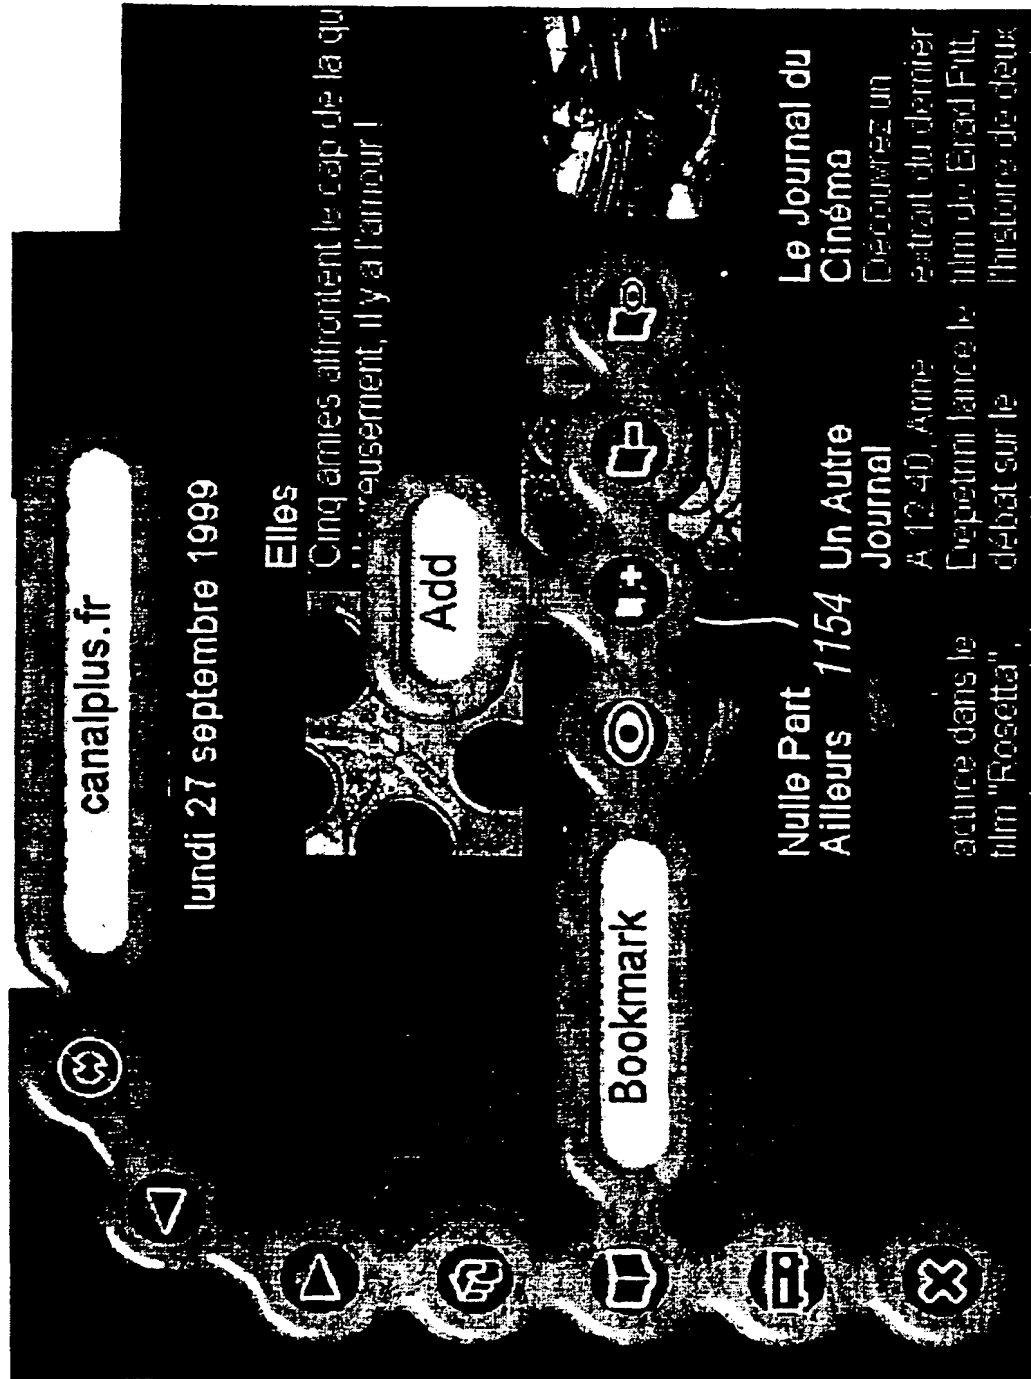 canalplus.fr
lundi 27 septembre 1999
Elles
Cinq amies affrontent le cap de la qu
reusement, il y a l'amour !
Add
Bookmark
Nulle Part
Ailleurs
actrice dans le
film "Rosetta",
1154
Un Autre
Journal
A 12:40, Anne
Depetrini lance le
débat sur le
Le Journal du
Cinéma
Découvrez un
extrait du dernier
film de Brad Pitt,
l'histoire de deux